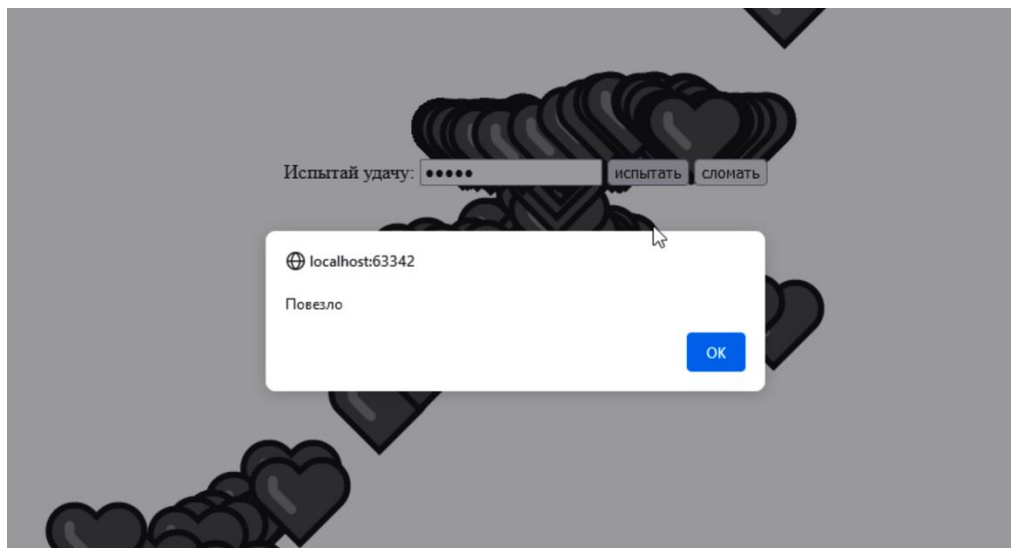 Испытай удачу: ••••• испытать сломать
localhost:63342
Повезло
OK